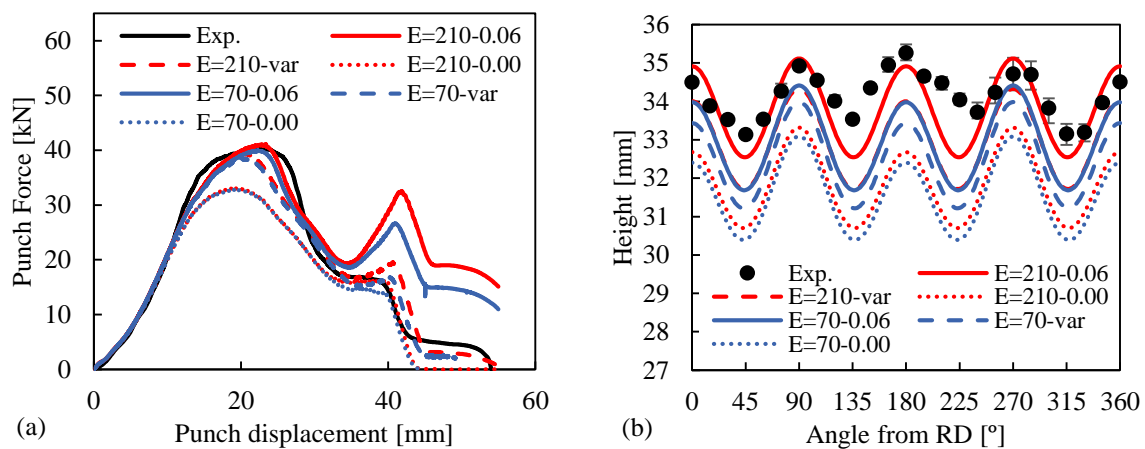 60
50
40
30
20
10
0
Punch Force [kN]
Exp.
E=210-0.06
E=210-var
E=210-0.00
E=70-0.06
E=70-var
E=70-0.00
0
20
40
60
Punch displacement [mm]
(a)
36
35
34
33
32
31
30
29
28
27
Height [mm]
Exp.
E=210-0.06
E=210-var
E=210-0.00
E=70-0.06
E=70-var
E=70-0.00
0 45 90 135 180 225 270 315 360
Angle from RD [º]
(b)